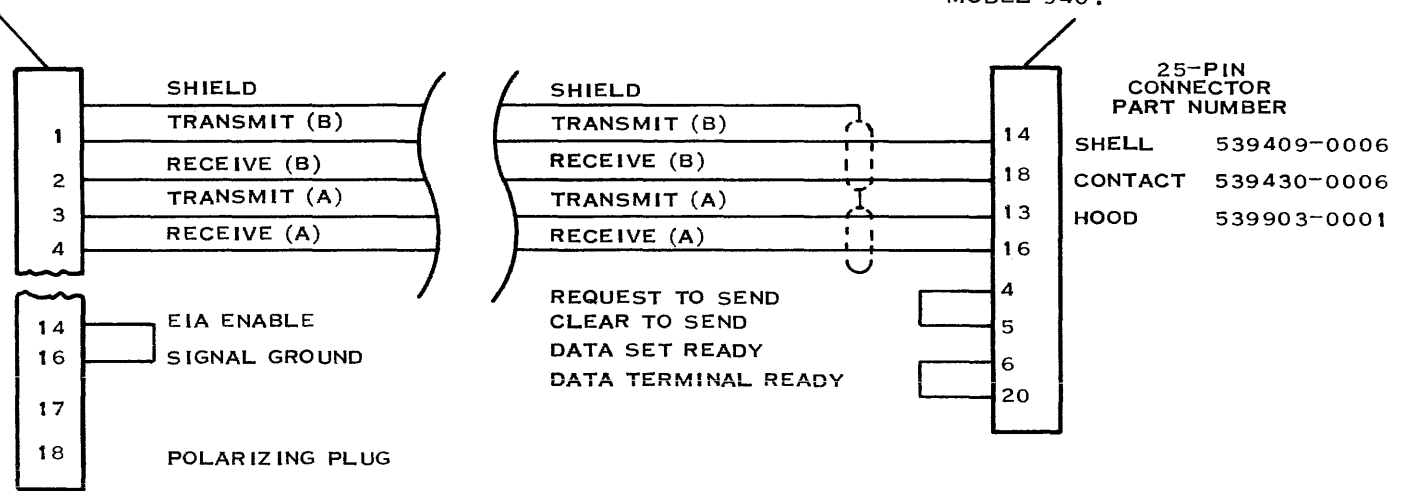 MODEL 940.
SHIELD SHIELD
25-PIN
CONNECTOR
PART NUMBER
TRANSMIT (B) TRANSMIT (B)
1 14
SHELL 539409-0006
RECEIVE (B) RECEIVE (B)
2 18
CONTACT 539430-0006
TRANSMIT (A) TRANSMIT (A)
3 13
HOOD 539903-0001
RECEIVE (A) RECEIVE (A)
4 16
REQUEST TO SEND 4
CLEAR TO SEND 5
DATA SET READY 6
DATA TERMINAL READY 20
14 EIA ENABLE
16 SIGNAL GROUND
17
18 POLARIZING PLUG